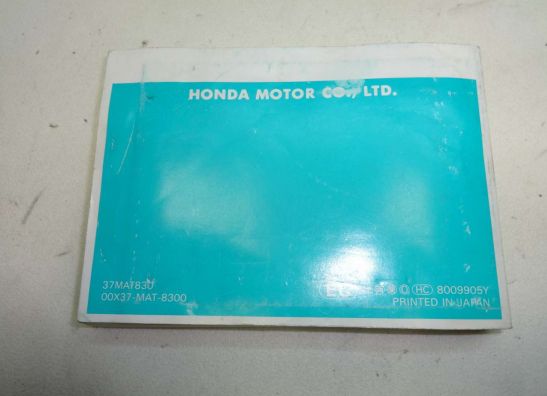 HONDA MOTOR CO., LTD.
37MAT830
00X37-MAT-8300
HC 8009905Y
PRINTED IN JAPAN